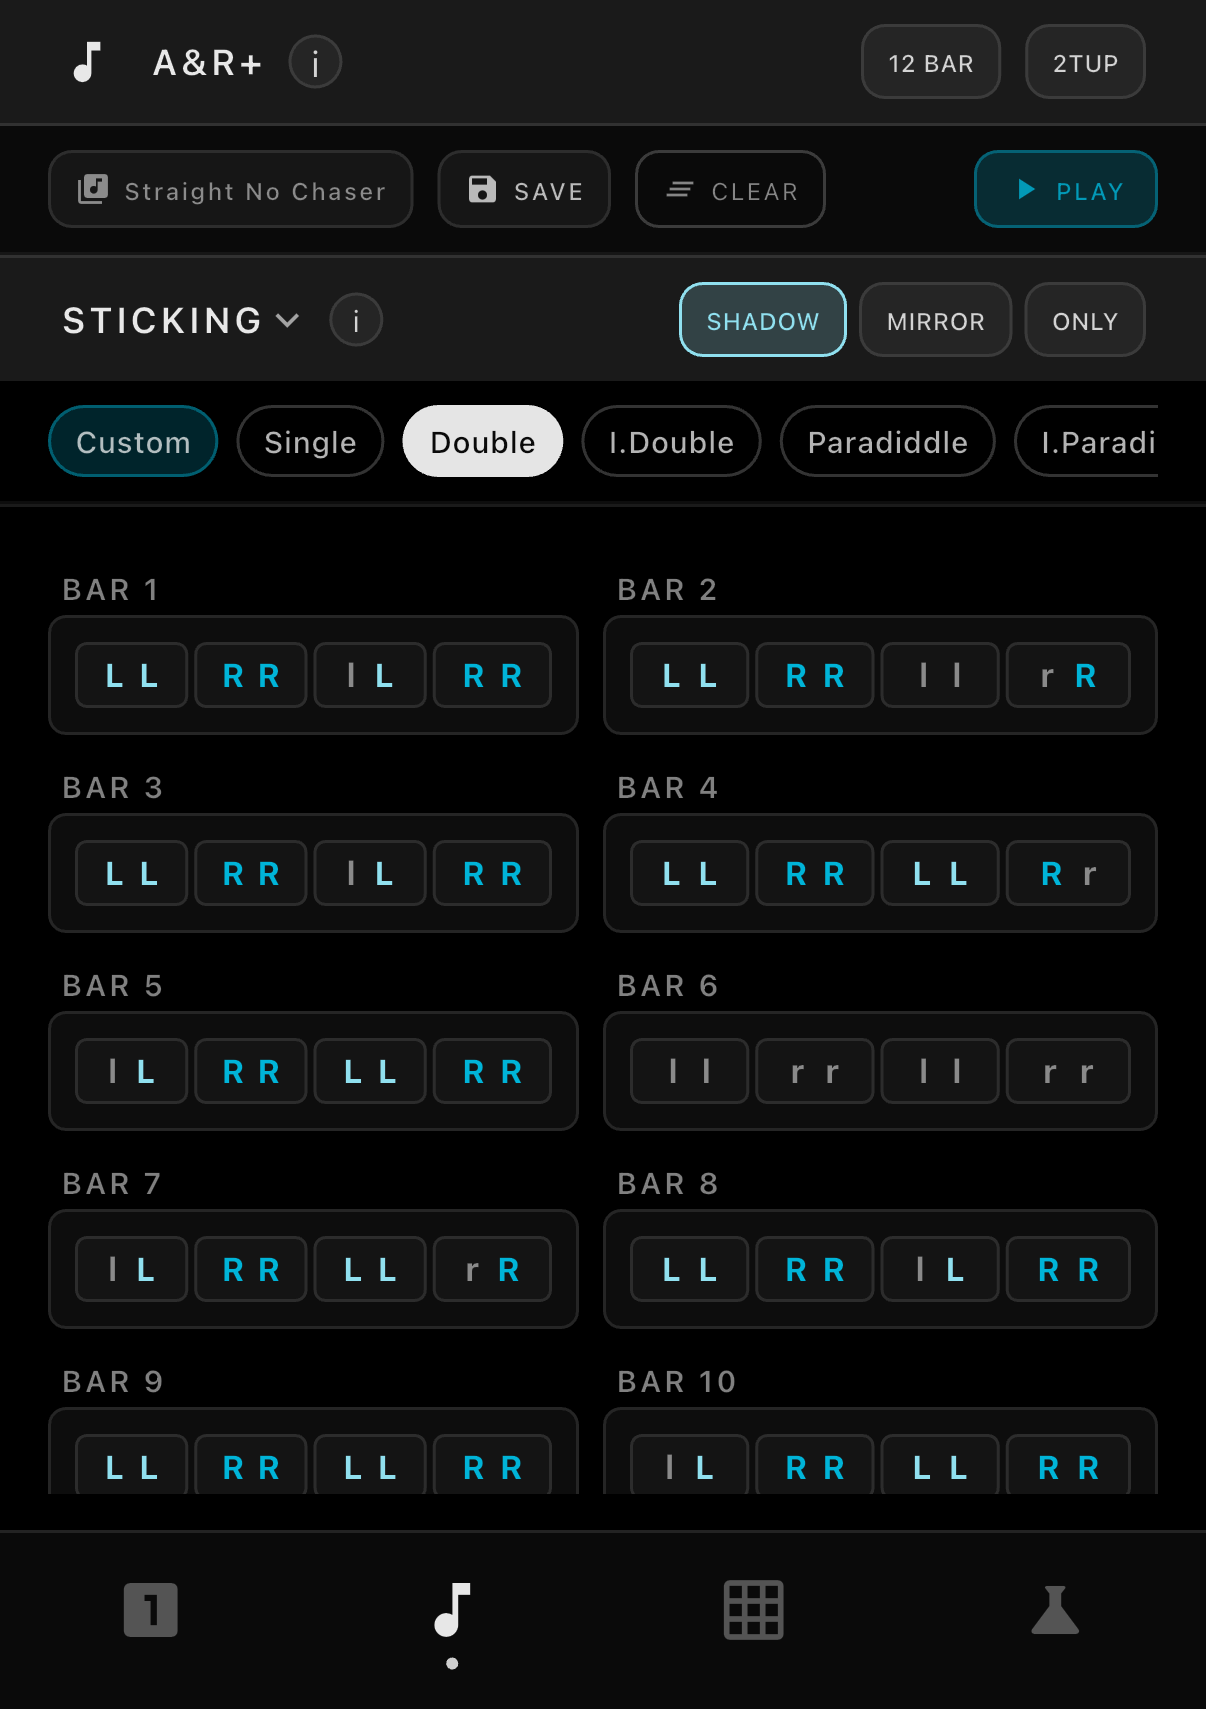 A&R+ i 12 BAR 2TUP
Straight No Chaser SAVE CLEAR PLAY
STICKING i SHADOW MIRROR ONLY
Custom Single Double I.Double Paradiddle I.Paradi
BAR 1 BAR 2
L L R R l L R R L L R R l l r R
BAR 3 BAR 4
L L R R l L R R L L R R L L R r
BAR 5 BAR 6
l L R R L L R R l l r r l l r r
BAR 7 BAR 8
l L R R L L r R L L R R l L R R
BAR 9 BAR 10
L L R R L L R R l L R R L L R R
1